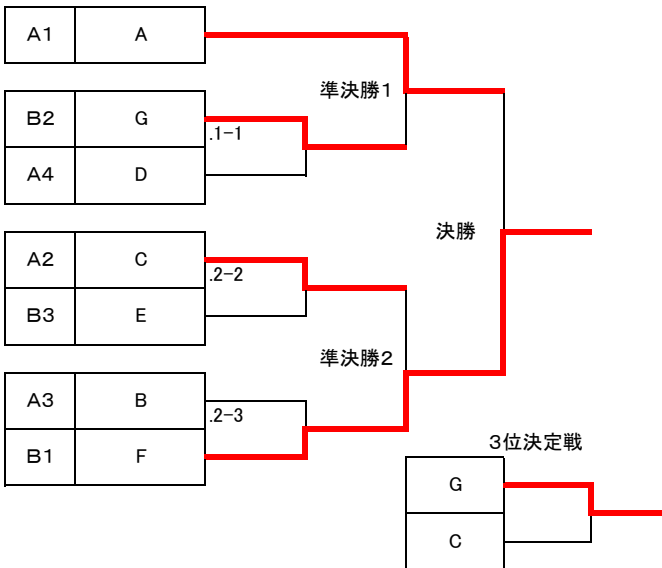 A1 A
準決勝1
B2 G
.1-1
A4 D
決勝
A2 C
.2-2
B3 E
準決勝2
A3 B
.2-3
B1 F
3位決定戦
G
C